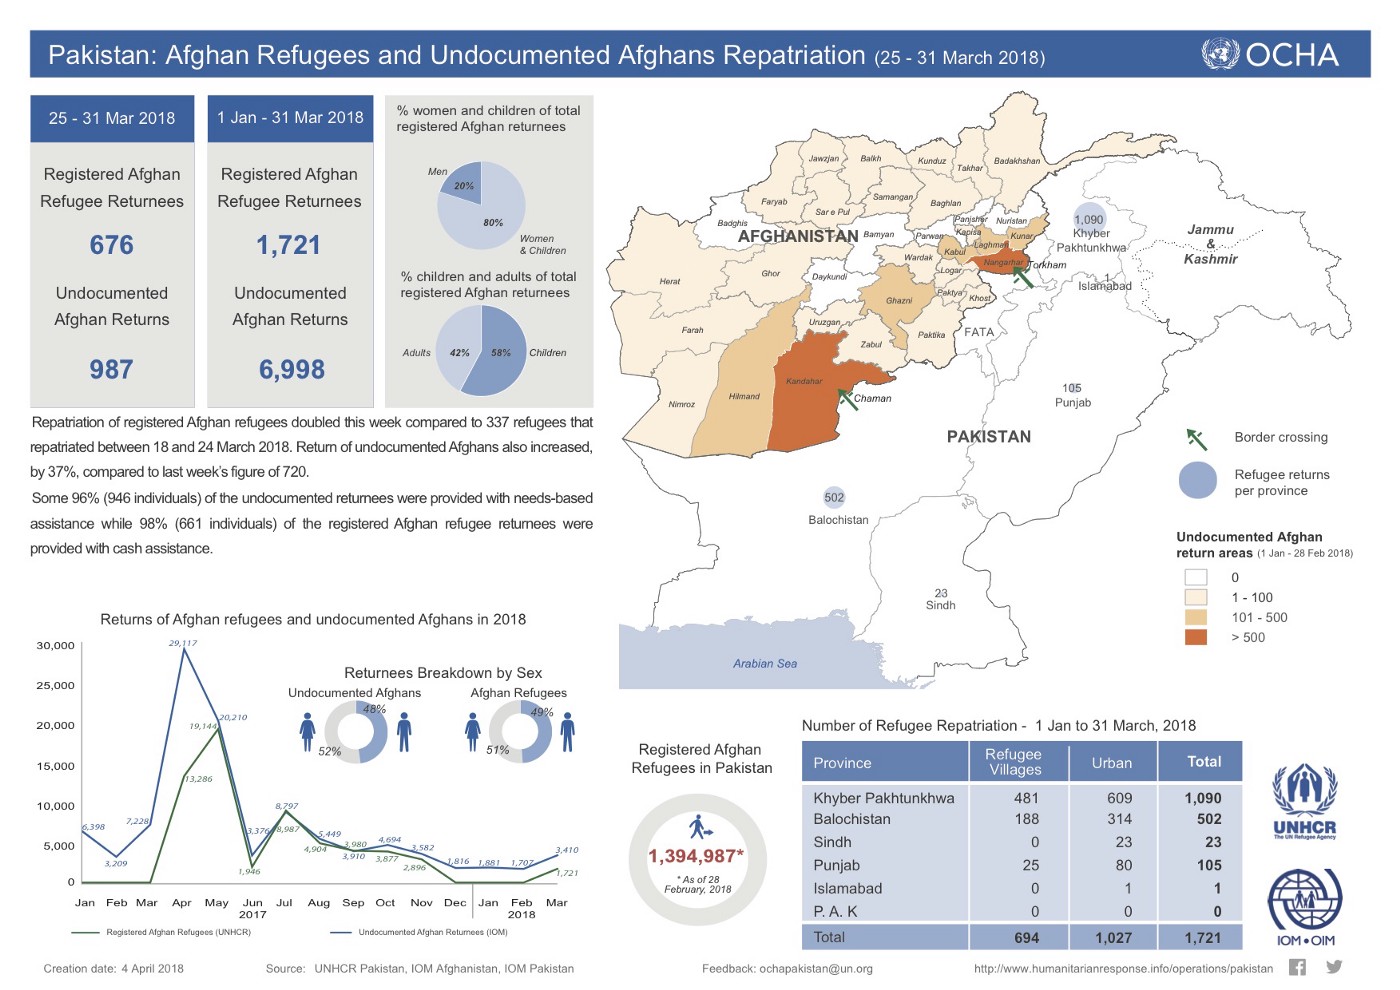 Pakistan: Afghan Refugees and Undocumented Afghans Repatriation (25 - 31 March 2018)
OCHA
25 - 31 Mar 2018
Registered Afghan
Refugee Returnees
676
Undocumented
Afghan Returns
987
1 Jan - 31 Mar 2018
Registered Afghan
Refugee Returnees
1,721
Undocumented
Afghan Returns
6,998
% women and children of total
registered Afghan returnees
Men
20%
80%
Women
& Children
% children and adults of total
registered Afghan returnees
Adults
42%
58%
Children
Repatriation of registered Afghan refugees doubled this week compared to 337 refugees that
repatriated between 18 and 24 March 2018. Return of undocumented Afghans also increased,
by 37%, compared to last week's figure of 720.
Some 96% (946 individuals) of the undocumented returnees were provided with needs-based
assistance while 98% (661 individuals) of the registered Afghan refugee returnees were
provided with cash assistance.
Jawzjan
Balkh
Kunduz
Takhar
Badakhshan
Faryab
Sar e Pul
Samangan
Baghlan
Badghis
AFGHANISTAN
Bamyan
Parwan
Panjsher
Kapisa
Nuristan
Laghman
Kunar
Kabul
Nangarhar
Torkham
Wardak
Logar
Herat
Ghor
Daykundi
Ghazni
Paktya
Khost
Farah
Uruzgan
Zabul
Paktika
FATA
Nimroz
Hilmand
Kandahar
Chaman
1,090
Khyber
Pakhtunkhwa
1
Islamabad
Jammu
&
Kashmir
105
Punjab
PAKISTAN
502
Balochistan
23
Sindh
Arabian Sea
Border crossing
Refugee returns
per province
Undocumented Afghan
return areas (1 Jan - 28 Feb 2018)
0
1 - 100
101 - 500
> 500
Returns of Afghan refugees and undocumented Afghans in 2018
30,000
25,000
20,000
15,000
10,000
5,000
0
6,398
3,209
7,228
29,117
13,286
19,144
20,210
3,376
1,946
8,797
8,987
5,449
4,904
3,980
3,910
4,694
3,877
3,582
2,896
1,816
1,881
1,707
3,410
1,721
Jan Feb Mar Apr May Jun Jul Aug Sep Oct Nov Dec Jan Feb Mar
2017 2018
Registered Afghan Refugees (UNHCR)
Undocumented Afghan Returnees (IOM)
Returnees Breakdown by Sex
Undocumented Afghans
48%
52%
Afghan Refugees
49%
51%
Registered Afghan
Refugees in Pakistan
1,394,987*
* As of 28
February, 2018
Number of Refugee Repatriation - 1 Jan to 31 March, 2018
Province Refugee Villages Urban Total
Khyber Pakhtunkhwa 481 609 1,090
Balochistan 188 314 502
Sindh 0 23 23
Punjab 25 80 105
Islamabad 0 1 1
P. A. K 0 0 0
Total 694 1,027 1,721
UNHCR
The UN Refugee Agency
IOM • OIM
Creation date: 4 April 2018
Source: UNHCR Pakistan, IOM Afghanistan, IOM Pakistan
Feedback: ochapakistan@un.org
http://www.humanitarianresponse.info/operations/pakistan